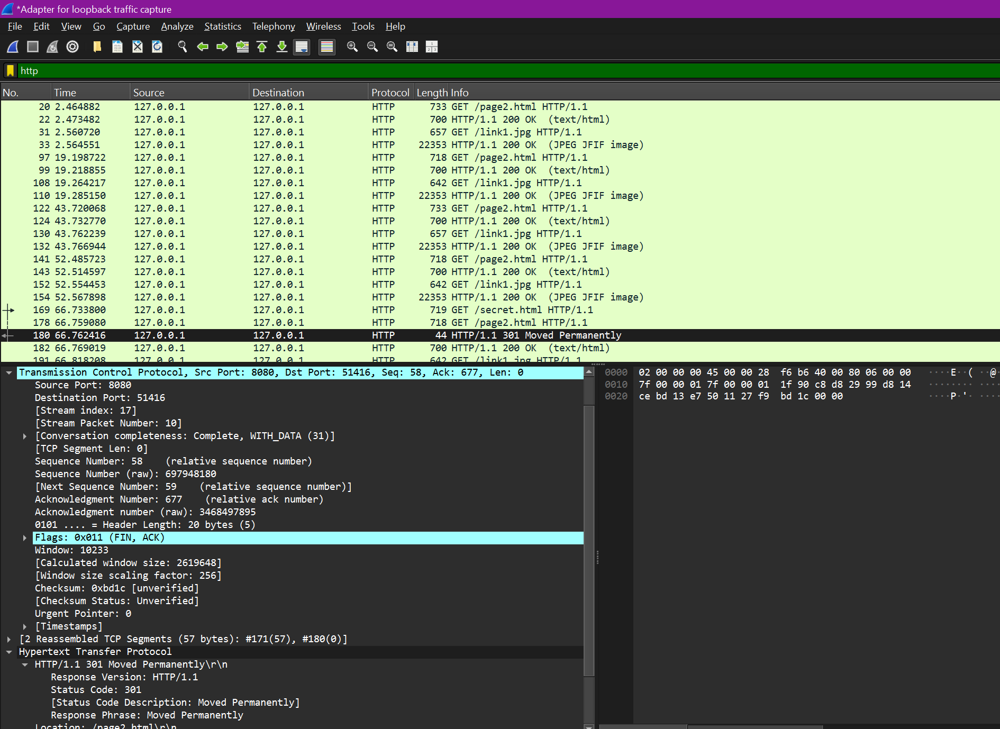 *Adapter for loopback traffic capture
File Edit View Go Capture Analyze Statistics Telephony Wireless Tools Help
http
No. Time Source Destination Protocol Length Info
20 2.464882 127.0.0.1 127.0.0.1 HTTP 733 GET /page2.html HTTP/1.1
22 2.473482 127.0.0.1 127.0.0.1 HTTP 700 HTTP/1.1 200 OK (text/html)
31 2.560720 127.0.0.1 127.0.0.1 HTTP 657 GET /link1.jpg HTTP/1.1
33 2.564551 127.0.0.1 127.0.0.1 HTTP 22353 HTTP/1.1 200 OK (JPEG JFIF image)
97 19.198722 127.0.0.1 127.0.0.1 HTTP 718 GET /page2.html HTTP/1.1
99 19.218855 127.0.0.1 127.0.0.1 HTTP 700 HTTP/1.1 200 OK (text/html)
108 19.264217 127.0.0.1 127.0.0.1 HTTP 642 GET /link1.jpg HTTP/1.1
110 19.285150 127.0.0.1 127.0.0.1 HTTP 22353 HTTP/1.1 200 OK (JPEG JFIF image)
122 43.720068 127.0.0.1 127.0.0.1 HTTP 733 GET /page2.html HTTP/1.1
124 43.732770 127.0.0.1 127.0.0.1 HTTP 700 HTTP/1.1 200 OK (text/html)
130 43.762239 127.0.0.1 127.0.0.1 HTTP 657 GET /link1.jpg HTTP/1.1
132 43.766944 127.0.0.1 127.0.0.1 HTTP 22353 HTTP/1.1 200 OK (JPEG JFIF image)
141 52.485723 127.0.0.1 127.0.0.1 HTTP 718 GET /page2.html HTTP/1.1
143 52.514597 127.0.0.1 127.0.0.1 HTTP 700 HTTP/1.1 200 OK (text/html)
152 52.554453 127.0.0.1 127.0.0.1 HTTP 642 GET /link1.jpg HTTP/1.1
154 52.567898 127.0.0.1 127.0.0.1 HTTP 22353 HTTP/1.1 200 OK (JPEG JFIF image)
169 66.733800 127.0.0.1 127.0.0.1 HTTP 719 GET /secret.html HTTP/1.1
178 66.759080 127.0.0.1 127.0.0.1 HTTP 718 GET /page2.html HTTP/1.1
180 66.762416 127.0.0.1 127.0.0.1 HTTP 44 HTTP/1.1 301 Moved Permanently
182 66.769019 127.0.0.1 127.0.0.1 HTTP 700 HTTP/1.1 200 OK (text/html)
191 66.818208 127.0.0.1 127.0.0.1 HTTP 642 GET /link1.jpg HTTP/1.1
Transmission Control Protocol, Src Port: 8080, Dst Port: 51416, Seq: 58, Ack: 677, Len: 0
Source Port: 8080
Destination Port: 51416
[Stream index: 17]
[Stream Packet Number: 10]
[Conversation completeness: Complete, WITH_DATA (31)]
[TCP Segment Len: 0]
Sequence Number: 58 (relative sequence number)
Sequence Number (raw): 697948180
[Next Sequence Number: 59 (relative sequence number)]
Acknowledgment Number: 677 (relative ack number)
Acknowledgment number (raw): 3468497895
0101 .... = Header Length: 20 bytes (5)
Flags: 0x011 (FIN, ACK)
Window: 10233
[Calculated window size: 2619648]
[Window size scaling factor: 256]
Checksum: 0xbd1c [unverified]
[Checksum Status: Unverified]
Urgent Pointer: 0
[Timestamps]
[2 Reassembled TCP Segments (57 bytes): #171(57), #180(0)]
Hypertext Transfer Protocol
HTTP/1.1 301 Moved Permanently\r\n
Response Version: HTTP/1.1
Status Code: 301
[Status Code Description: Moved Permanently]
Response Phrase: Moved Permanently
Location: /page2.html\r\n
0000 02 00 00 00 45 00 00 28 f6 b6 40 00 80 06 00 00 ····E··( ··@·
0010 7f 00 00 01 7f 00 00 01 1f 90 c8 d8 29 99 d8 14 ········ ····
0020 ce bd 13 e7 50 11 27 f9 bd 1c 00 00 ····P·'· ····